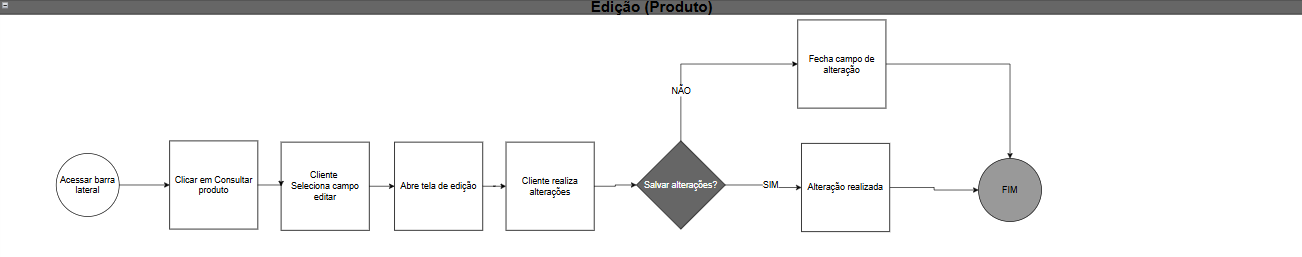 Edição (Produto)
Acessar barra
lateral
Clicar em Consultar
produto
Cliente
Seleciona campo
editar
Abre tela de edição
Cliente realiza
alterações
Salvar alterações?
NÃO
Fecha campo de
alteração
SIM
Alteração realizada
FIM